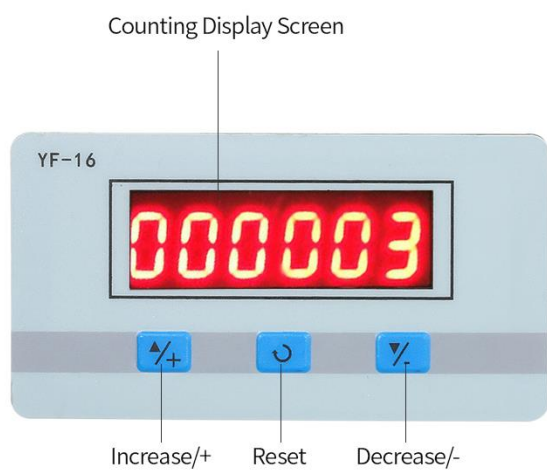 Counting Display Screen
YF-16
000003
▲/+
▼/-
Increase/+ Reset Decrease/-